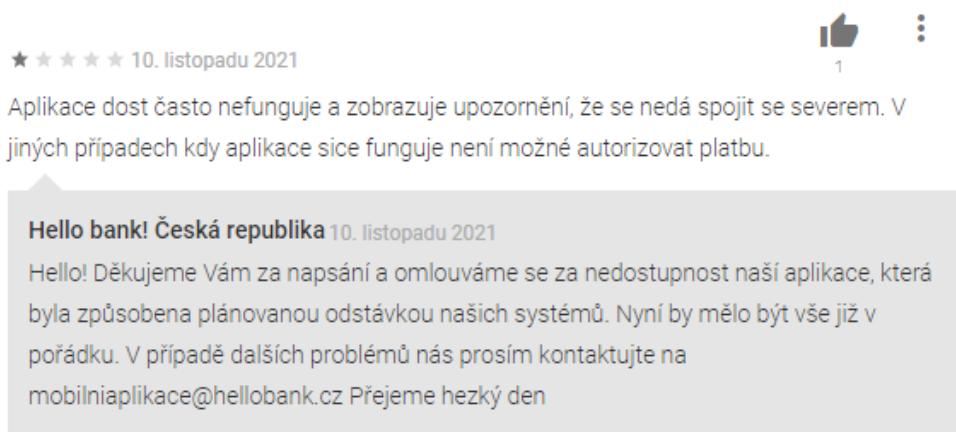 10. listopadu 2021
1
Aplikace dost často nefunguje a zobrazuje upozornění, že se nedá spojit se severem. V
jiných případech kdy aplikace sice funguje není možné autorizovat platbu.
Hello bank! Česká republika 10. listopadu 2021
Hello! Děkujeme Vám za napsání a omlouváme se za nedostupnost naší aplikace, která
byla způsobena plánovanou odstávkou našich systémů. Nyní by mělo být vše již v
pořádku. V případě dalších problémů nás prosím kontaktujte na
mobilniaplikace@hellobank.cz Přejeme hezký den